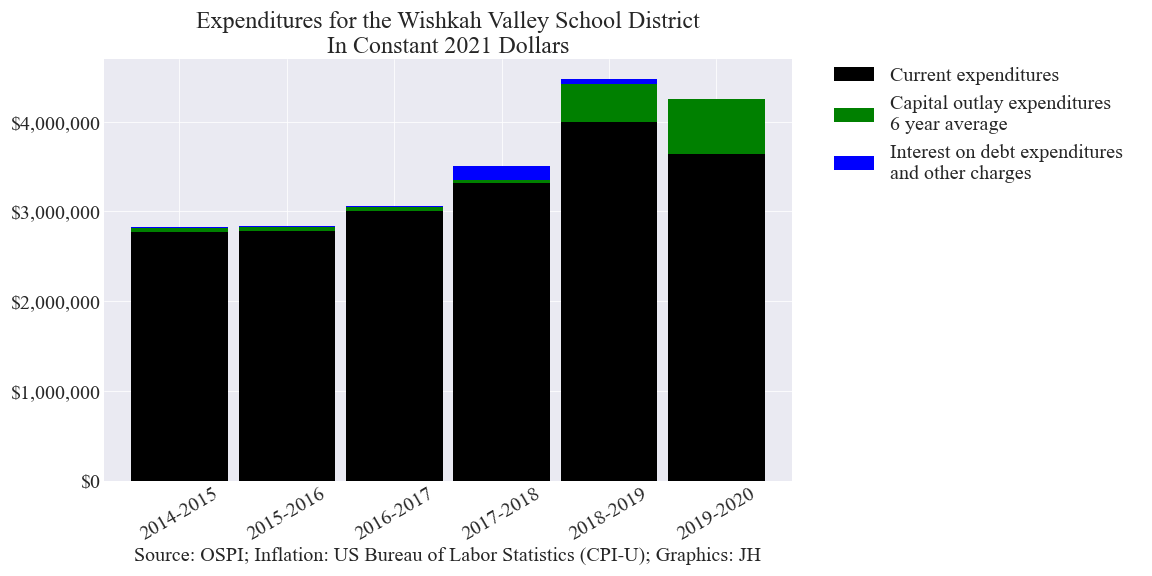 Expenditures for the Wishkah Valley School District
In Constant 2021 Dollars
Current expenditures
Capital outlay expenditures
6 year average
Interest on debt expenditures
and other charges
$4,000,000
$3,000,000
$2,000,000
$1,000,000
$0
2014-2015
2015-2016
2016-2017
2017-2018
2018-2019
2019-2020
Source: OSPI; Inflation: US Bureau of Labor Statistics (CPI-U); Graphics: JH